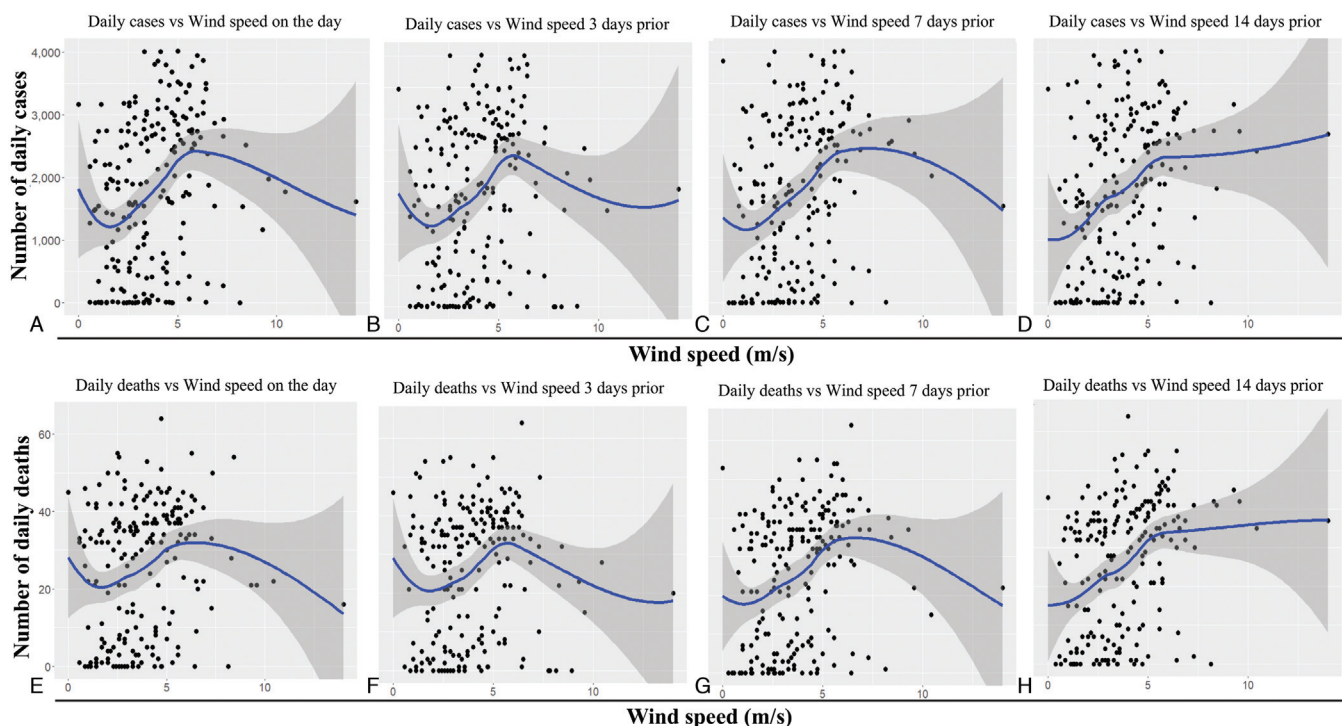 Daily cases vs Wind speed on the day
Daily cases vs Wind speed 3 days prior
Daily cases vs Wind speed 7 days prior
Daily cases vs Wind speed 14 days prior
Number of daily cases
4,000
3,000
2,000
1,000
0
A
0
5
10
B
0
5
10
C
0
5
10
D
0
5
10
Wind speed (m/s)
Daily deaths vs Wind speed on the day
Daily deaths vs Wind speed 3 days prior
Daily deaths vs Wind speed 7 days prior
Daily deaths vs Wind speed 14 days prior
Number of daily deaths
60
40
20
0
E
0
5
10
F
0
5
10
G
0
5
10
H
0
5
10
Wind speed (m/s)